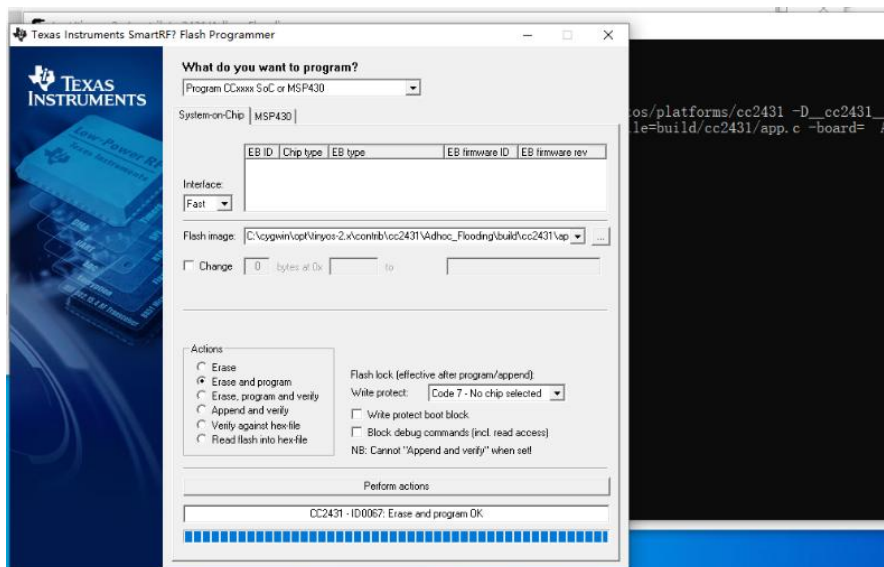 Texas Instruments SmartRF? Flash Programmer
TEXAS
INSTRUMENTS
Low-Power RF
What do you want to program?
Program CCxxxx SoC or MSP430
System-on-Chip MSP430
EB ID Chip type EB type EB firmware ID EB firmware rev
Interface:
Fast
Flash image: C:\cygwin\opt\tinyos-2.x\contrib\cc2431\Adhoc_Flooding\build\cc2431\ap ...
Change 0 bytes at 0x to
Actions
Erase
Erase and program
Erase, program and verify
Append and verify
Verify against hex-file
Read flash into hex-file
Flash lock (effective after program/append):
Write protect: Code 7 - No chip selected
Write protect boot block
Block debug commands (incl. read access)
NB: Cannot "Append and verify" when set!
Perform actions
CC2431 - ID0067: Erase and program OK
os/platforms/cc2431 -D__cc2431_
le=build/cc2431/app.c -board=